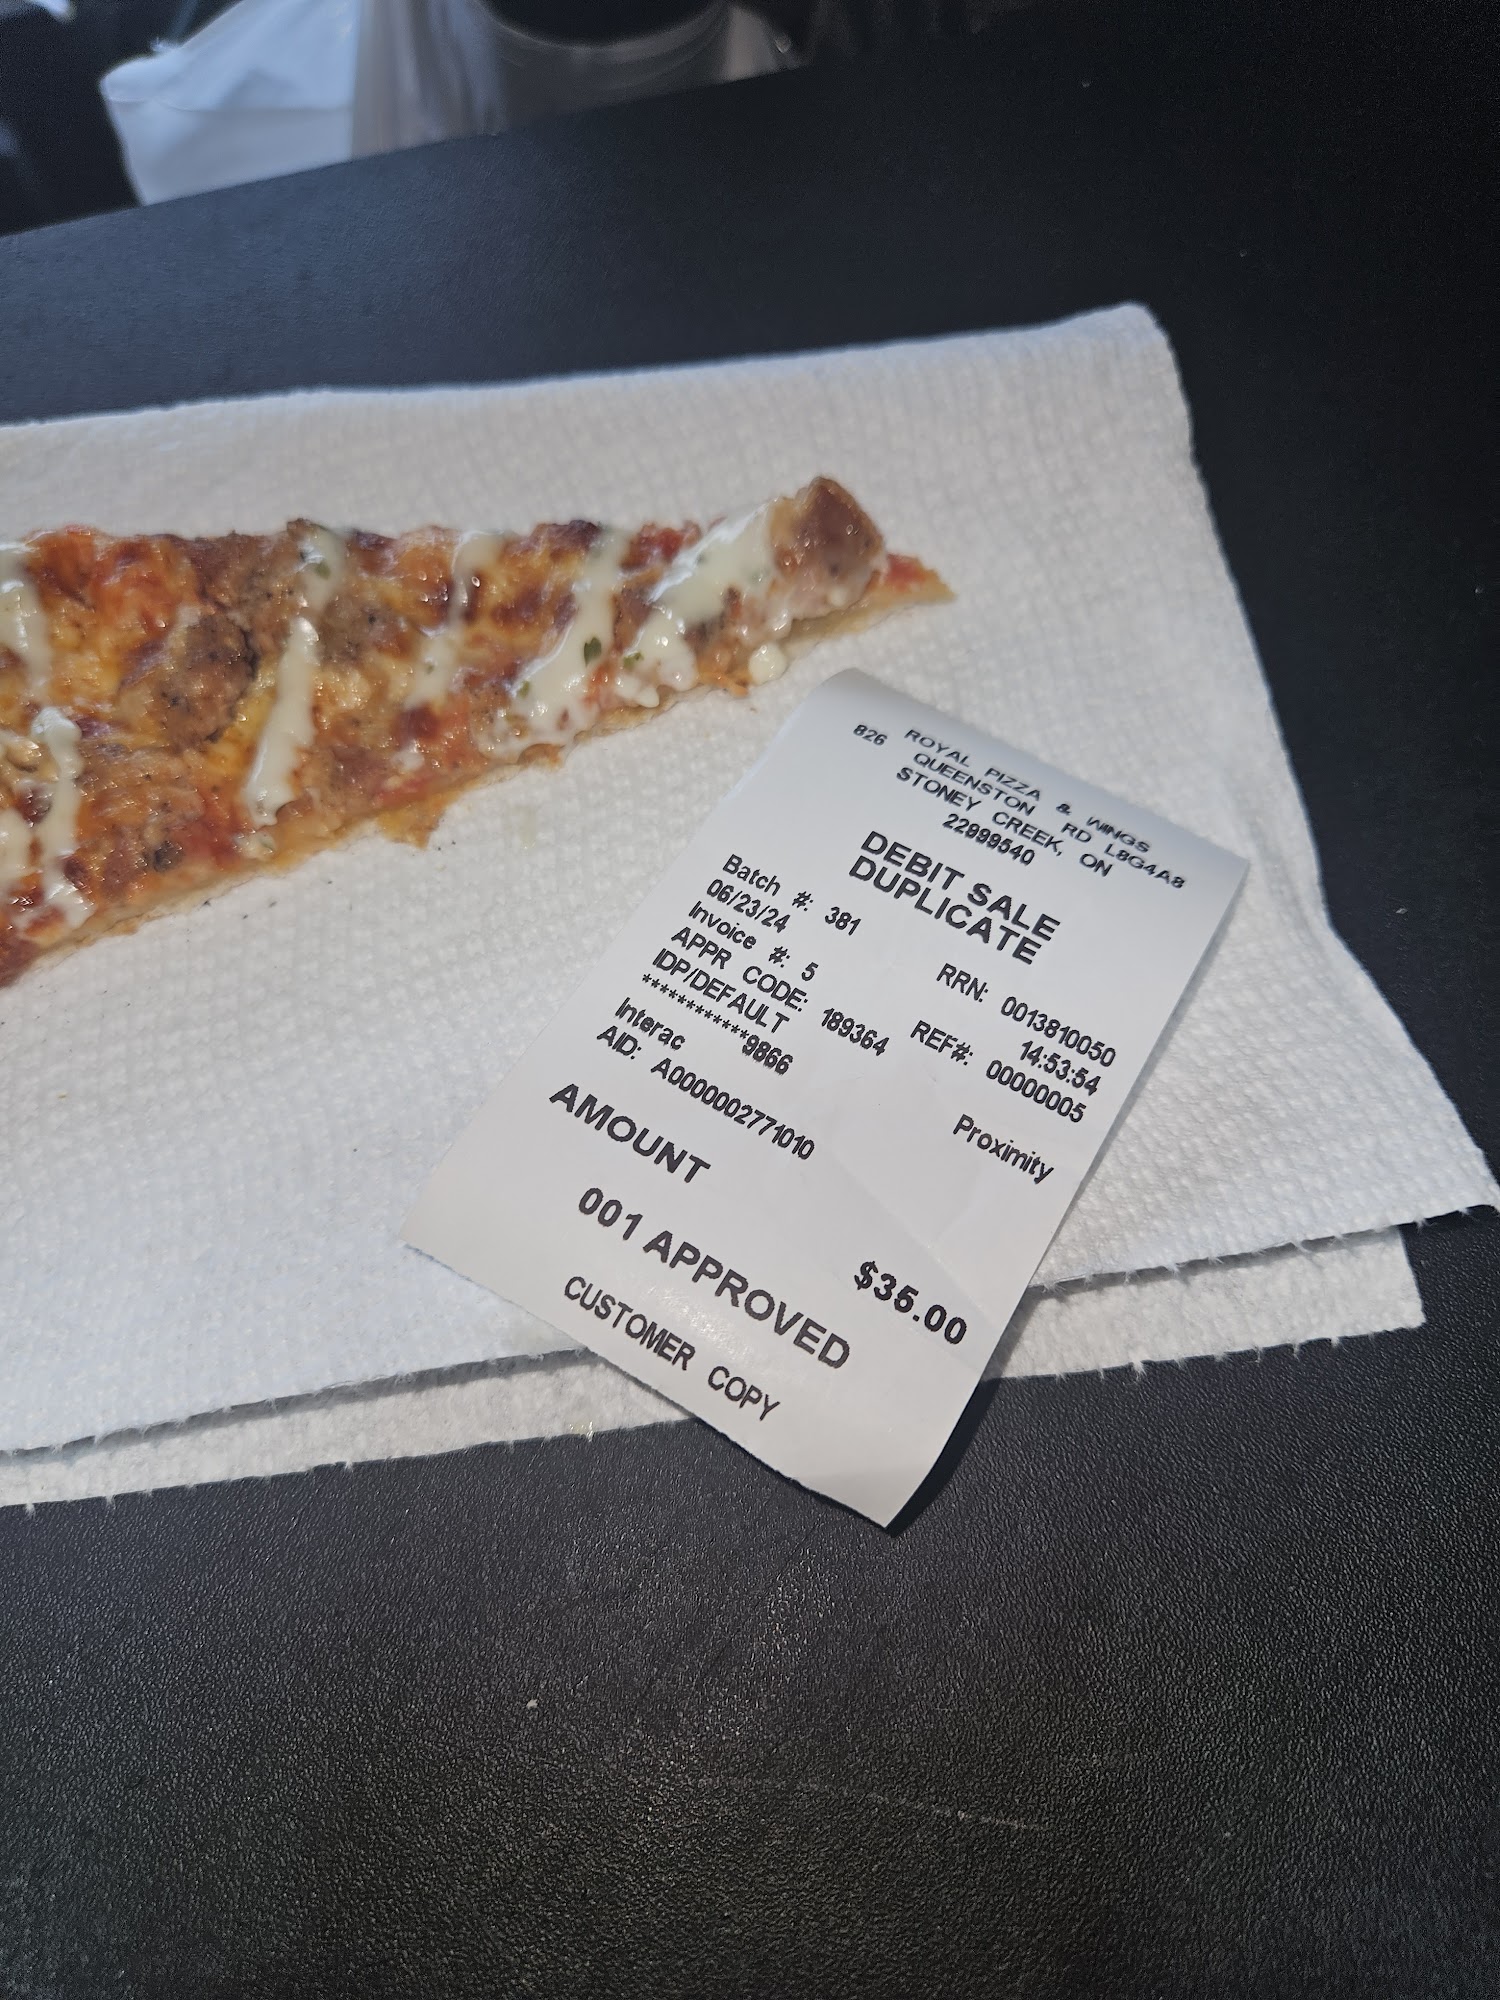 ROYAL PIZZA & WINGS
826 QUEENSTON RD L8G4A8
STONEY CREEK, ON
22999540
DEBIT SALE
DUPLICATE
Batch #: 381 RRN: 0013810050
06/23/24 14:53:54
Invoice #: 5 REF#: 00000005
APPR CODE: 189364
IDP/DEFAULT Proximity
************9866
Interac
AID: A0000002771010
AMOUNT $35.00
001 APPROVED
CUSTOMER COPY